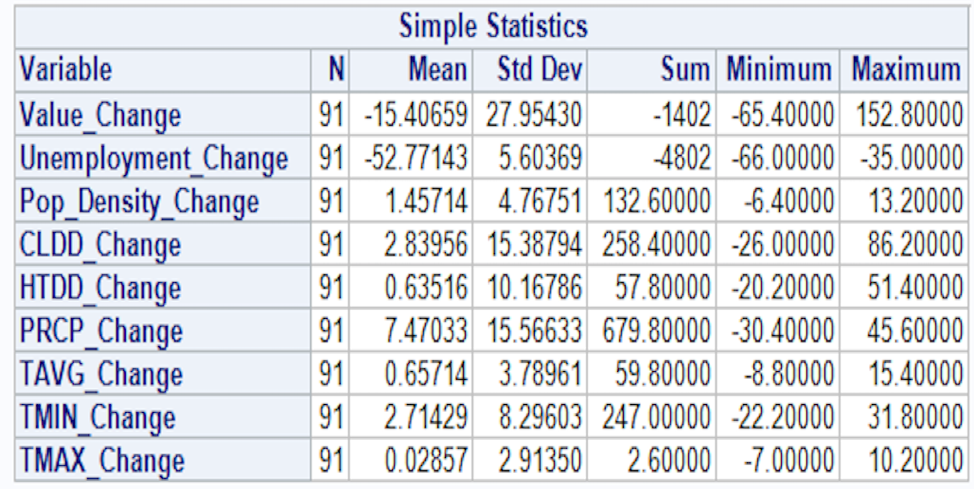 Simple Statistics
Variable N Mean Std Dev Sum Minimum Maximum
Value_Change 91 -15.40659 27.95430 -1402 -65.40000 152.80000
Unemployment_Change 91 -52.77143 5.60369 -4802 -66.00000 -35.00000
Pop_Density_Change 91 1.45714 4.76751 132.60000 -6.40000 13.20000
CLDD_Change 91 2.83956 15.38794 258.40000 -26.00000 86.20000
HTDD_Change 91 0.63516 10.16786 57.80000 -20.20000 51.40000
PRCP_Change 91 7.47033 15.56633 679.80000 -30.40000 45.60000
TAVG_Change 91 0.65714 3.78961 59.80000 -8.80000 15.40000
TMIN_Change 91 2.71429 8.29603 247.00000 -22.20000 31.80000
TMAX_Change 91 0.02857 2.91350 2.60000 -7.00000 10.20000